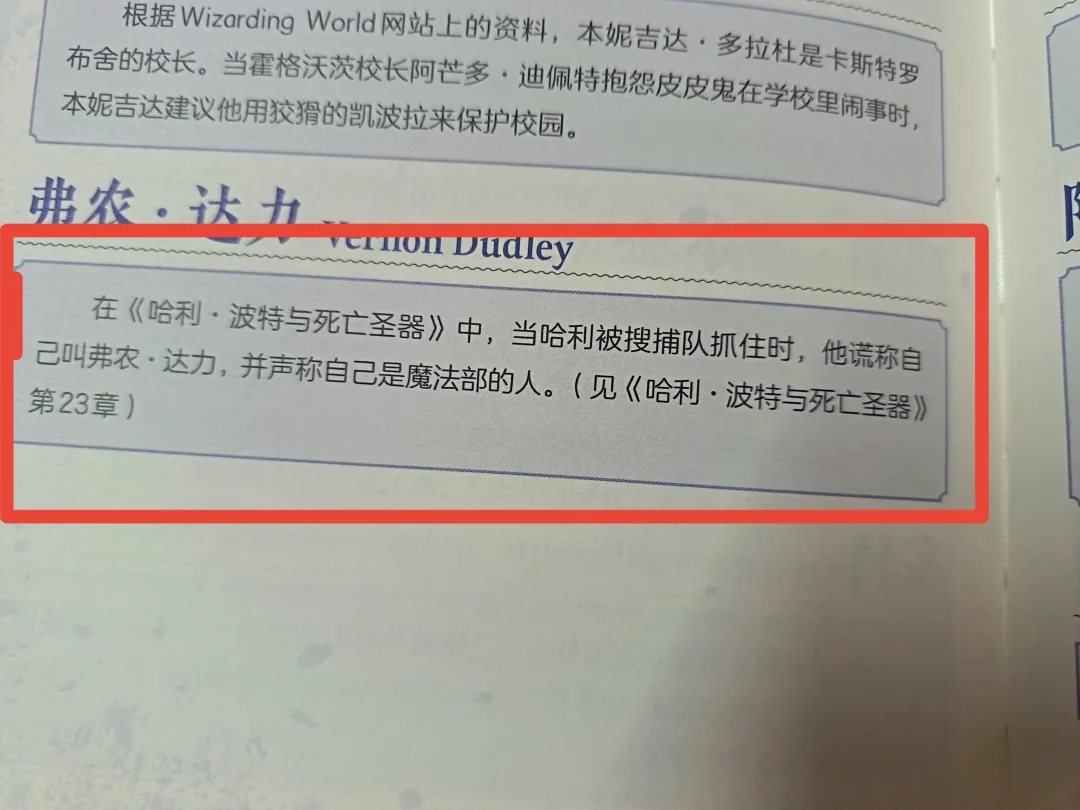 根据Wizarding World网站上的资料，本妮吉达·多拉杜是卡斯特罗
布舍的校长。当霍格沃茨校长阿芒多·迪佩特抱怨皮皮鬼在学校里闹事时，
本妮吉达建议他用狡猾的凯波拉来保护校园。
弗农·达力 Vernon Dudley
在《哈利·波特与死亡圣器》中，当哈利被搜捕队抓住时，他谎称自
己叫弗农·达力，并声称自己是魔法部的人。（见《哈利·波特与死亡圣器》
第23章）